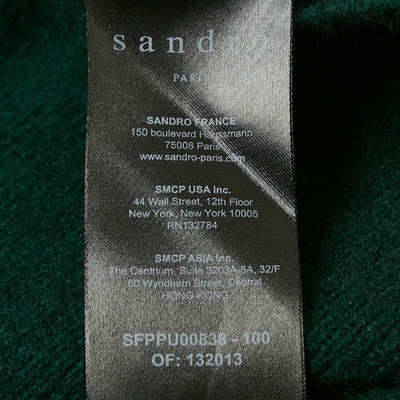 sandro
PARIS
SANDRO FRANCE
150 boulevard Haussmann
75008 Paris
www.sandro-paris.com
SMCP USA Inc.
44 Wall Street, 12th Floor
New York, New York 10005
RN132784
SMCP ASIA Inc.
The Centrium, Suite 3203A-5A, 32/F
60 Wyndham Street, Central
HONG-KONG
SFPPU00838 - 100
OF: 132013